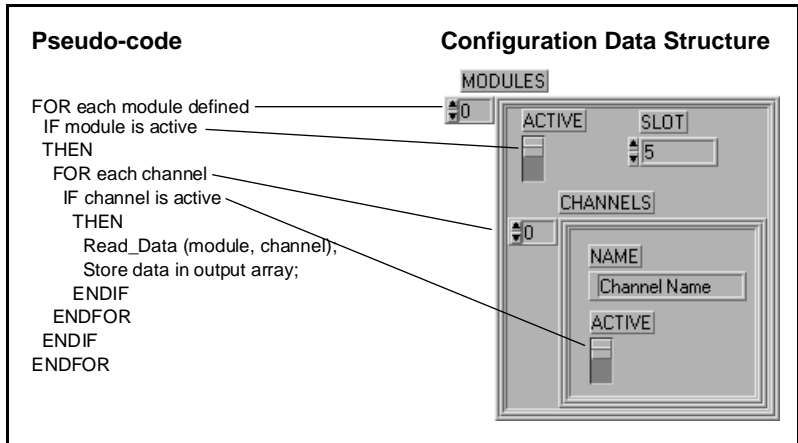 Pseudo-code
Configuration Data Structure
FOR each module defined
IF module is active
THEN
FOR each channel
IF channel is active
THEN
Read_Data (module, channel);
Store data in output array;
ENDIF
ENDFOR
ENDIF
ENDFOR
MODULES
0
ACTIVE
SLOT
5
CHANNELS
0
NAME
Channel Name
ACTIVE